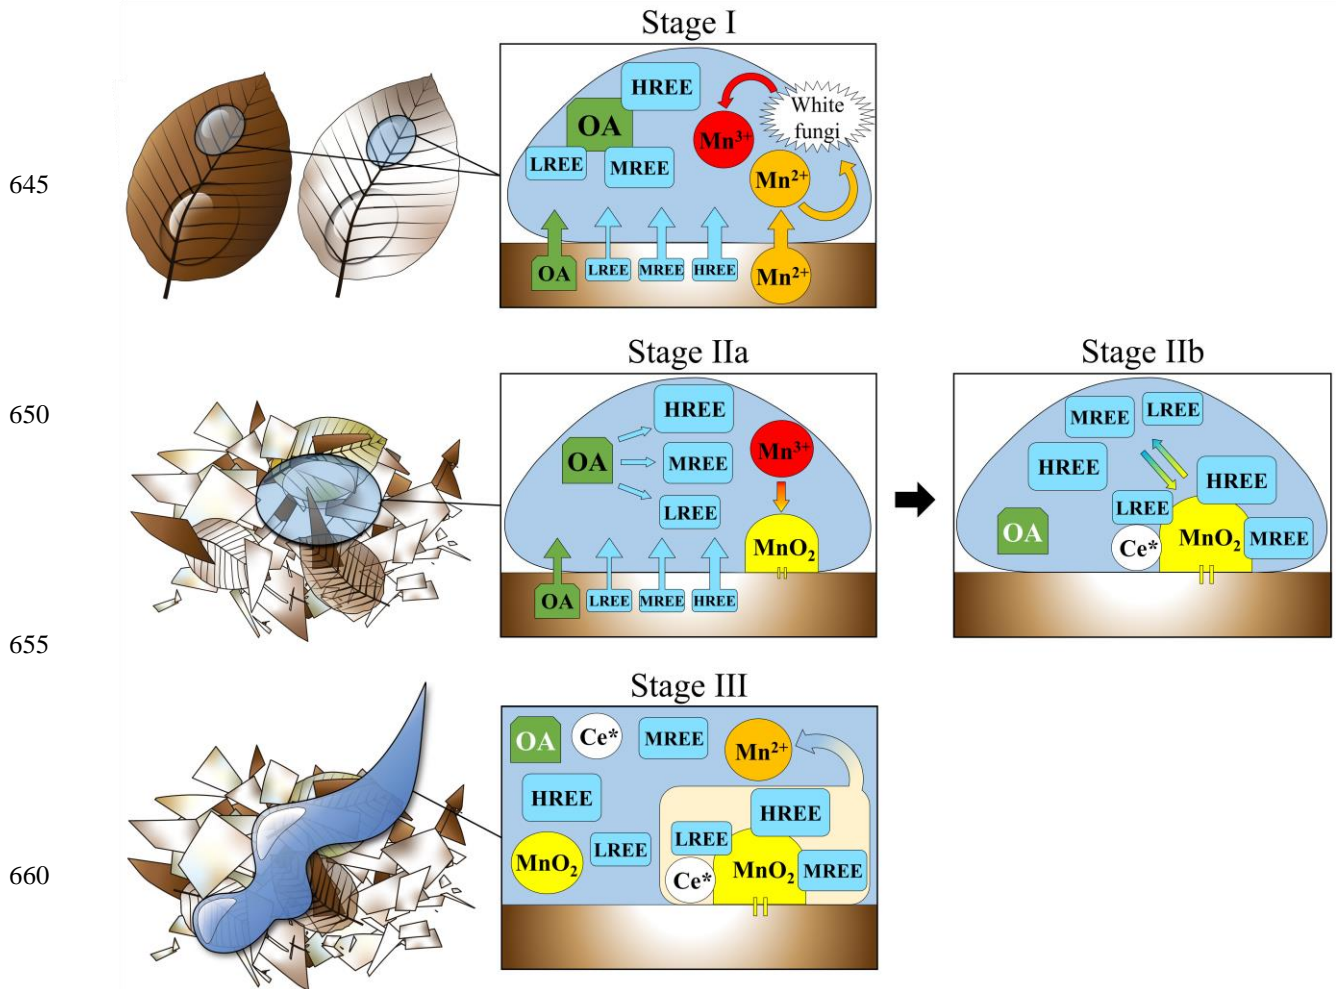 Stage I
HREE
White
fungi
OA
Mn³⁺
LREE
MREE
Mn²⁺
645
OA
LREE
MREE
HREE
Mn²⁺
Stage IIa
Stage IIb
650
HREE
OA
MREE
LREE
Mn³⁺
MnO₂
OA
LREE
MREE
HREE
MREE
LREE
HREE
HREE
LREE
OA
Ce*
MnO₂
MREE
655
Stage III
OA
Ce*
MREE
Mn²⁺
HREE
HREE
LREE
MnO₂
LREE
MnO₂
MREE
Ce*
660